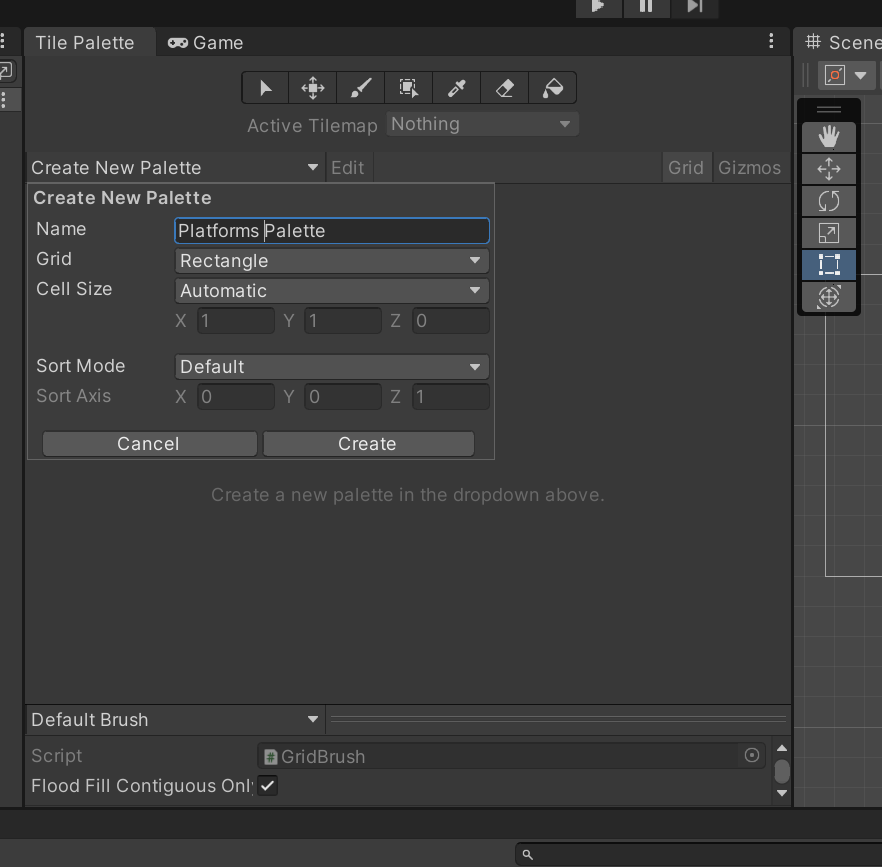 Tile Palette
Game
Scene
Active Tilemap Nothing
Create New Palette Edit Grid Gizmos
Create New Palette
Name Platforms Palette
Grid Rectangle
Cell Size Automatic
X 1 Y 1 Z 0
Sort Mode Default
Sort Axis X 0 Y 0 Z 1
Cancel Create
Create a new palette in the dropdown above.
Default Brush
Script # GridBrush
Flood Fill Contiguous Onl